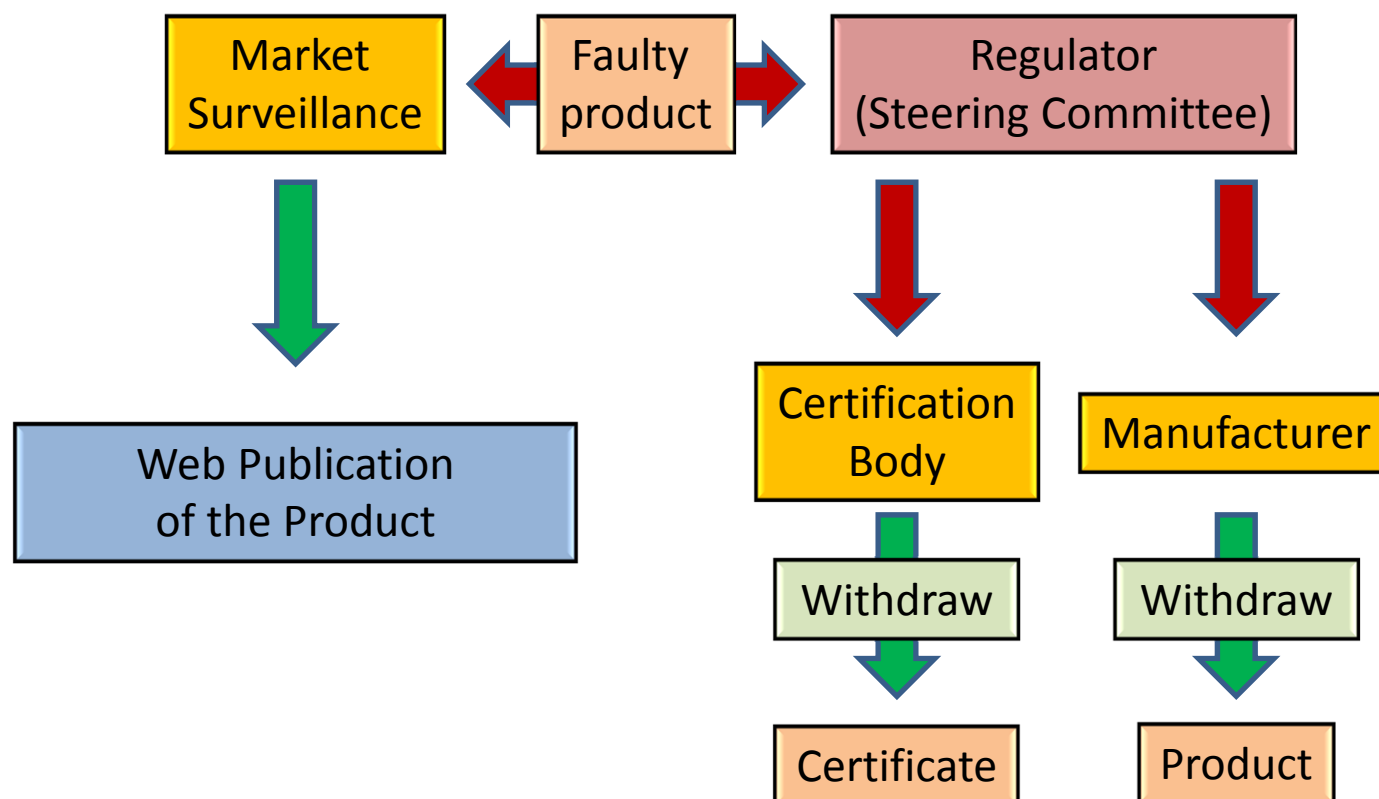 Market
Surveillance
Faulty
product
Regulator
(Steering Committee)
Web Publication
of the Product
Certification
Body
Manufacturer
Withdraw
Withdraw
Certificate
Product